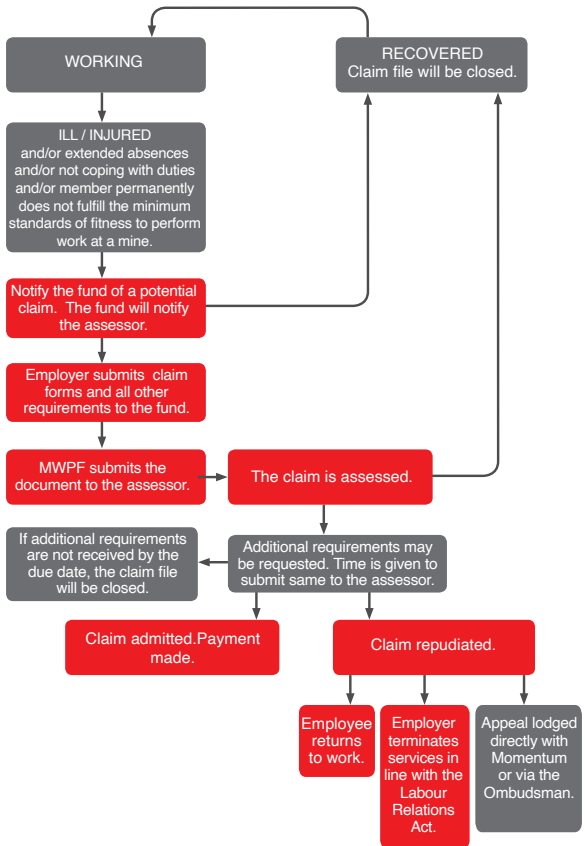 WORKING
RECOVERED
Claim file will be closed.
ILL / INJURED
and/or extended absences
and/or not coping with duties
and/or member permanently
does not fulfill the minimum
standards of fitness to perform
work at a mine.
Notify the fund of a potential
claim. The fund will notify
the assessor.
Employer submits claim
forms and all other
requirements to the fund.
MWPF submits the
document to the assessor.
The claim is assessed.
If additional requirements
are not received by the
due date, the claim file
will be closed.
Additional requirements may
be requested. Time is given to
submit same to the assessor.
Claim admitted.Payment
made.
Claim repudiated.
Employee
returns
to work.
Employer
terminates
services in
line with the
Labour
Relations
Act.
Appeal lodged
directly with
Momentum
or via the
Ombudsman.